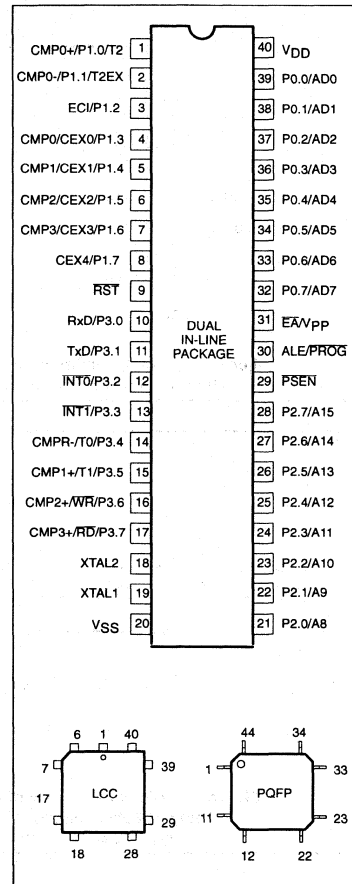 CMP0+/P1.0/T2 1 40 VDD
CMP0-/P1.1/T2EX 2 39 P0.0/AD0
ECI/P1.2 3 38 P0.1/AD1
CMP0/CEX0/P1.3 4 37 P0.2/AD2
CMP1/CEX1/P1.4 5 36 P0.3/AD3
CMP2/CEX2/P1.5 6 35 P0.4/AD4
CMP3/CEX3/P1.6 7 34 P0.5/AD5
CEX4/P1.7 8 33 P0.6/AD6
RST 9 32 P0.7/AD7
RxD/P3.0 10 31 EA/VPP
TxD/P3.1 11 30 ALE/PROG
INT0/P3.2 12 29 PSEN
INT1/P3.3 13 28 P2.7/A15
CMPR-/T0/P3.4 14 27 P2.6/A14
CMP1+/T1/P3.5 15 26 P2.5/A13
CMP2+/WR/P3.6 16 25 P2.4/A12
CMP3+/RD/P3.7 17 24 P2.3/A11
XTAL2 18 23 P2.2/A10
XTAL1 19 22 P2.1/A9
VSS 20 21 P2.0/A8
DUAL
IN-LINE
PACKAGE
6 1 40
7 39
17 LCC
29
18 28
44 34
1 33
PQFP
11 23
12 22